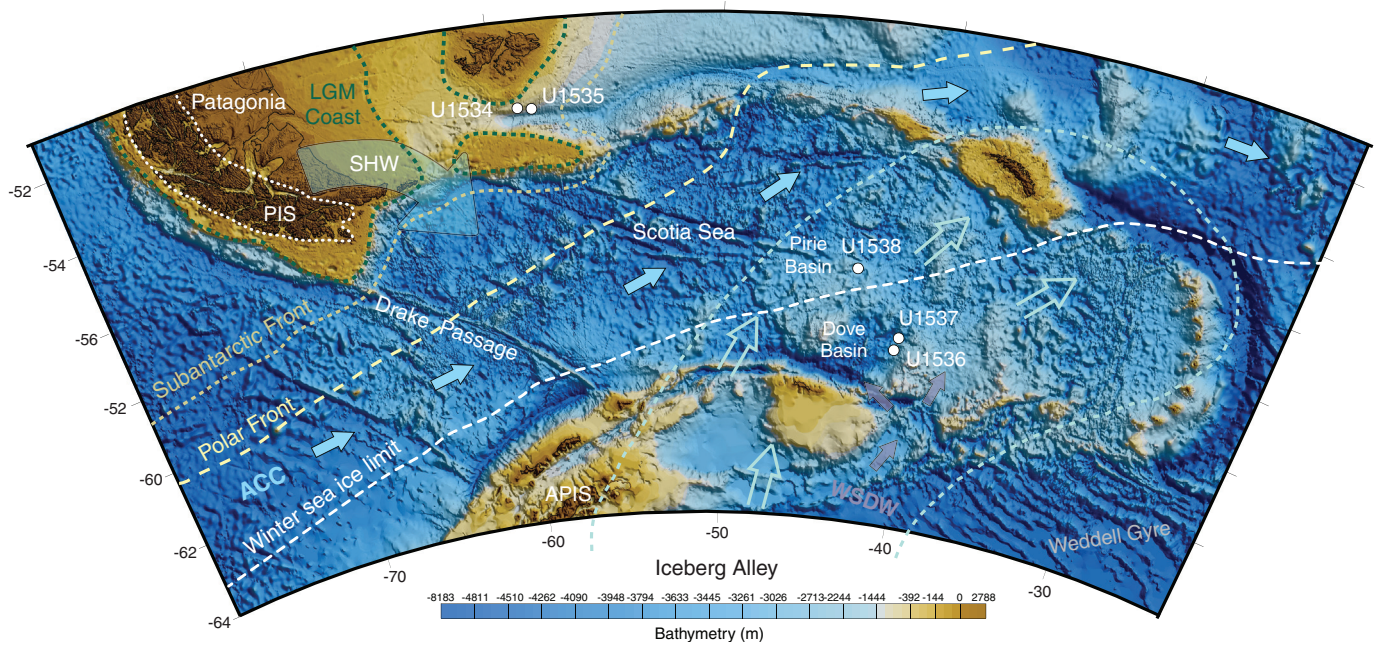 Patagonia
LGM
Coast
U1534
U1535
SHW
PIS
Scotia Sea
Pirie
Basin
U1538
Drake Passage
U1537
Dove
Basin
U1536
Subantarctic Front
Polar Front
ACC
Winter sea ice limit
APIS
WSDW
Weddell Gyre
-52
-54
-56
-52
-60
-62
-64
-70
-60
-50
-40
-30
Iceberg Alley
-8183 -4811 -4510 -4262 -4090 -3948 -3794 -3633 -3445 -3261 -3026 -2713 -2244 -1444 -392 -144 0 2788
Bathymetry (m)